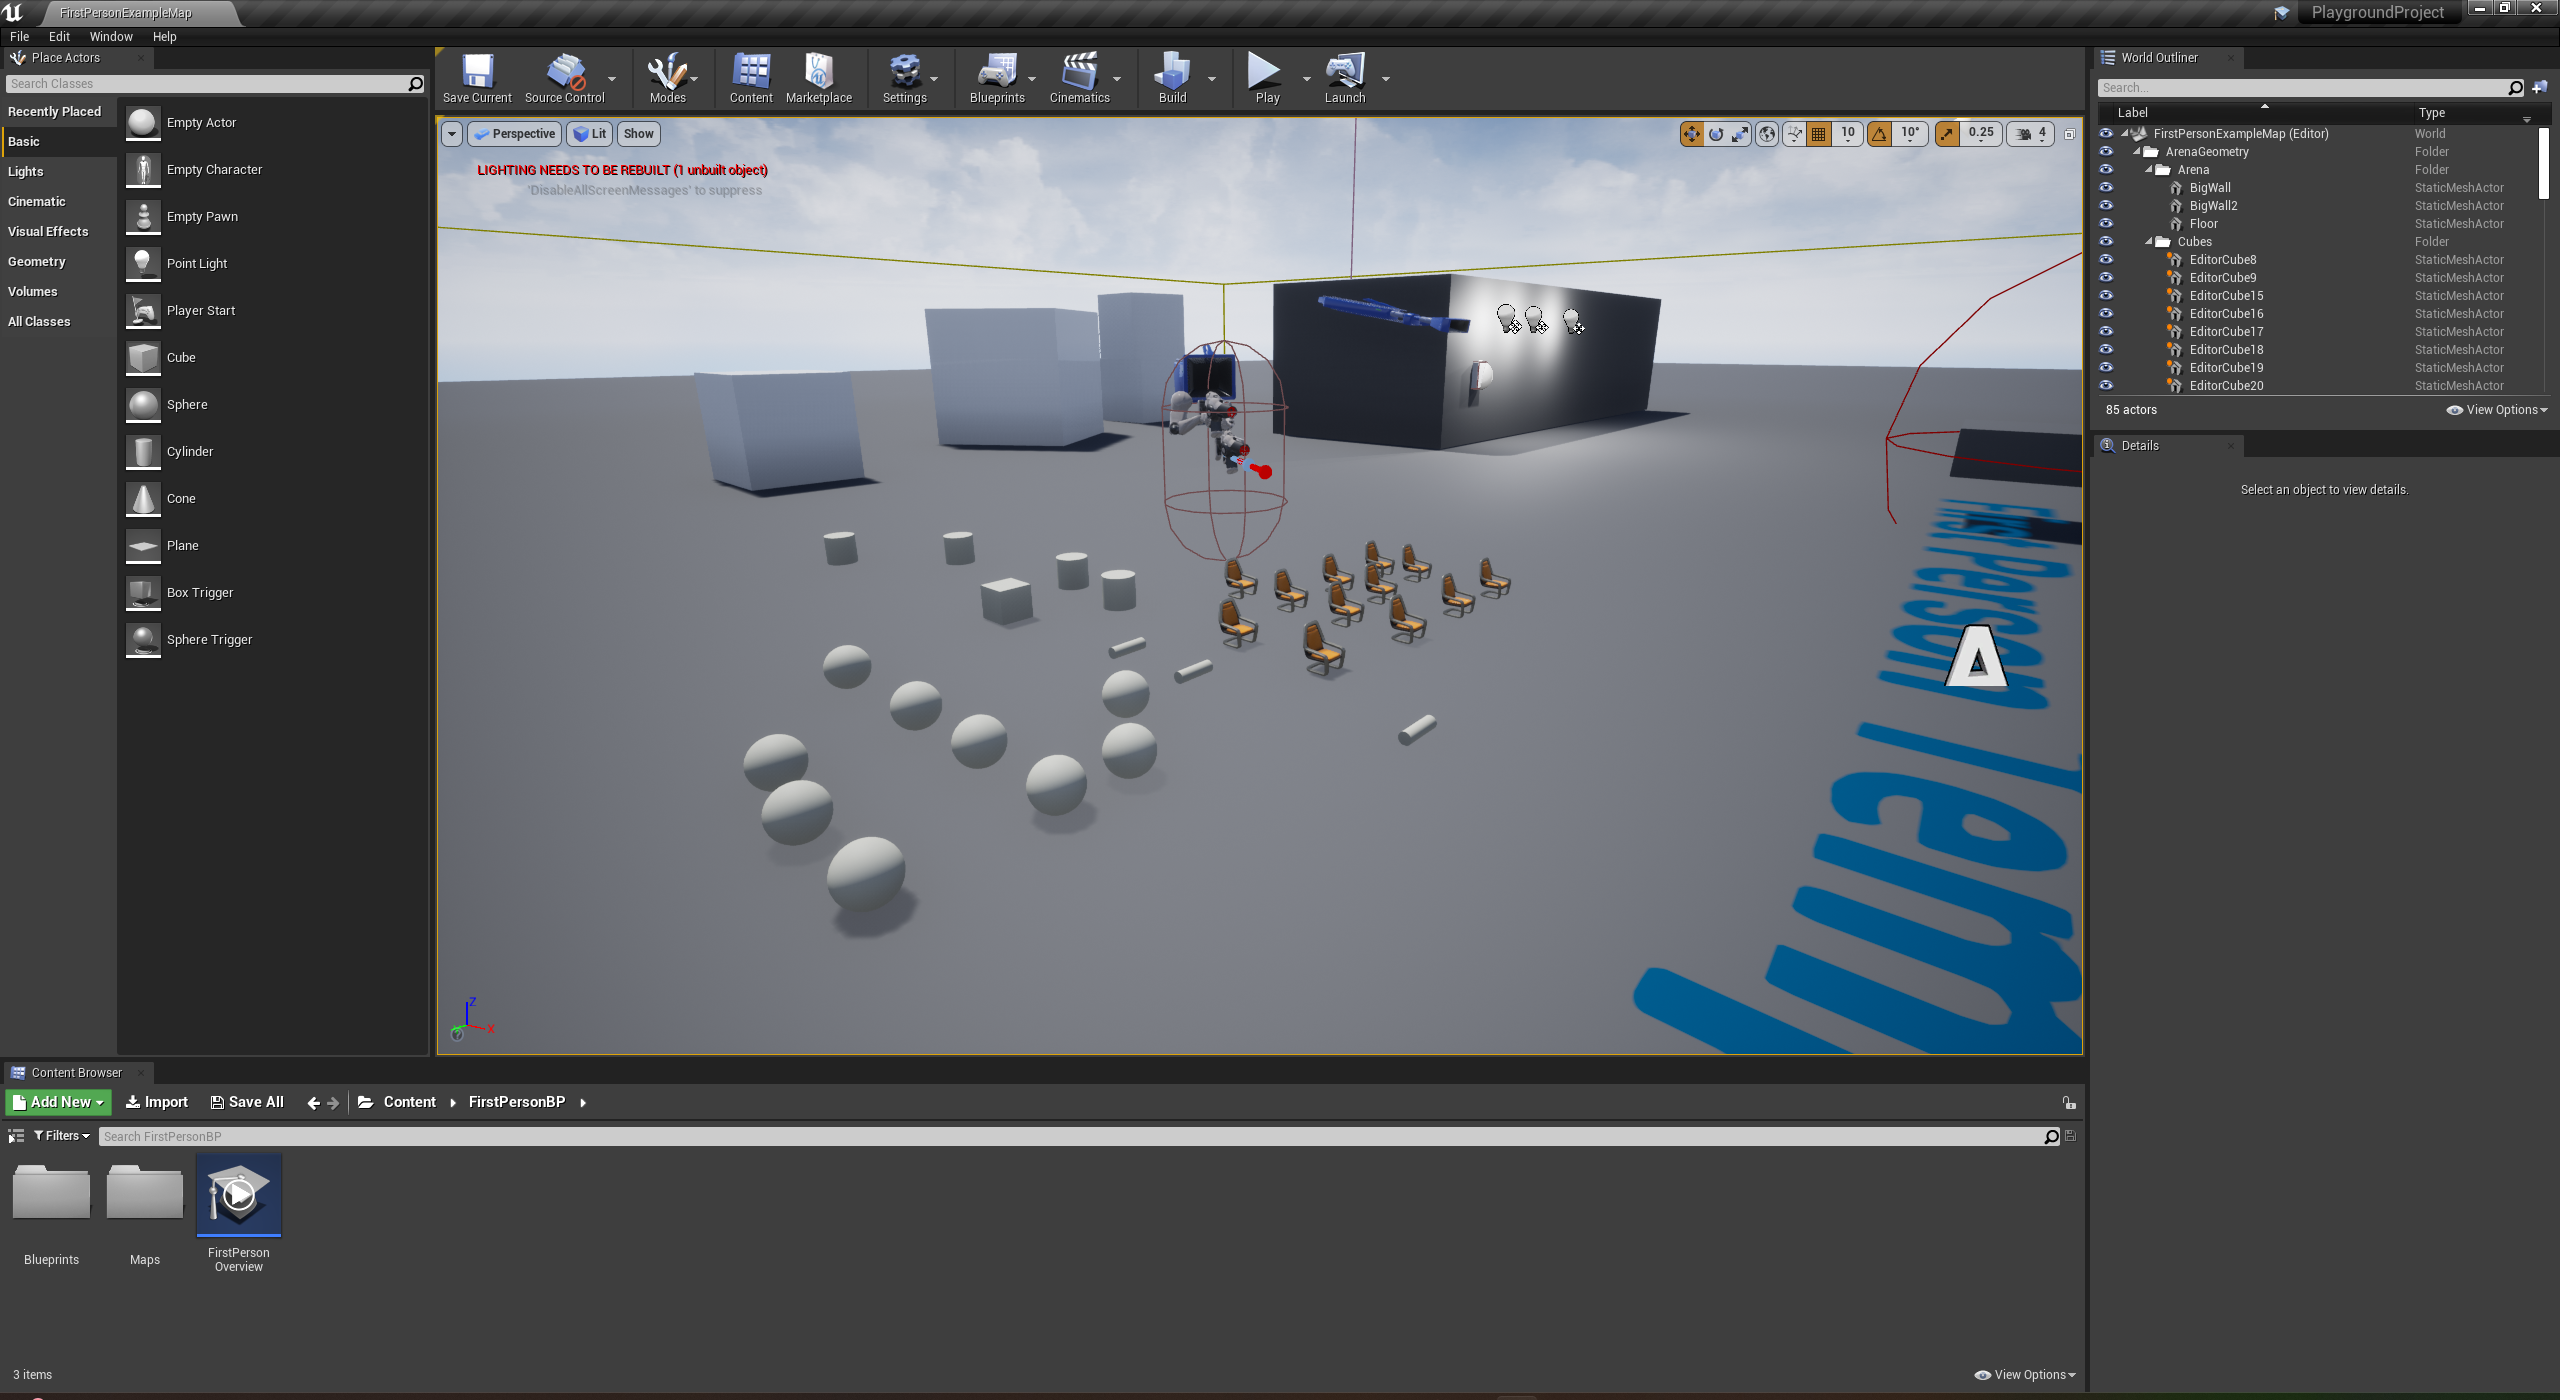 FirstPersonExampleMap
PlaygroundProject
File Edit Window Help
Place Actors
Search Classes
Recently Placed
Basic
Lights
Cinematic
Visual Effects
Geometry
Volumes
All Classes
Empty Actor
Empty Character
Empty Pawn
Point Light
Player Start
Cube
Sphere
Cylinder
Cone
Plane
Box Trigger
Sphere Trigger
Save Current Source Control Modes Content Marketplace Settings Blueprints Cinematics Build Play Launch
Perspective Lit Show
10 10° 0.25 4
LIGHTING NEEDS TO BE REBUILT (1 unbuilt object)
'DisableAllScreenMessages' to suppress
First Person Tem
Z
X
World Outliner
Search...
Label Type
FirstPersonExampleMap (Editor) World
ArenaGeometry Folder
Arena Folder
BigWall StaticMeshActor
BigWall2 StaticMeshActor
Floor StaticMeshActor
Cubes Folder
EditorCube8 StaticMeshActor
EditorCube9 StaticMeshActor
EditorCube15 StaticMeshActor
EditorCube16 StaticMeshActor
EditorCube17 StaticMeshActor
EditorCube18 StaticMeshActor
EditorCube19 StaticMeshActor
EditorCube20 StaticMeshActor
85 actors View Options
Details
Select an object to view details.
Content Browser
Add New Import Save All Content FirstPersonBP
Filters Search FirstPersonBP
Blueprints
Maps
FirstPerson
Overview
3 items View Options